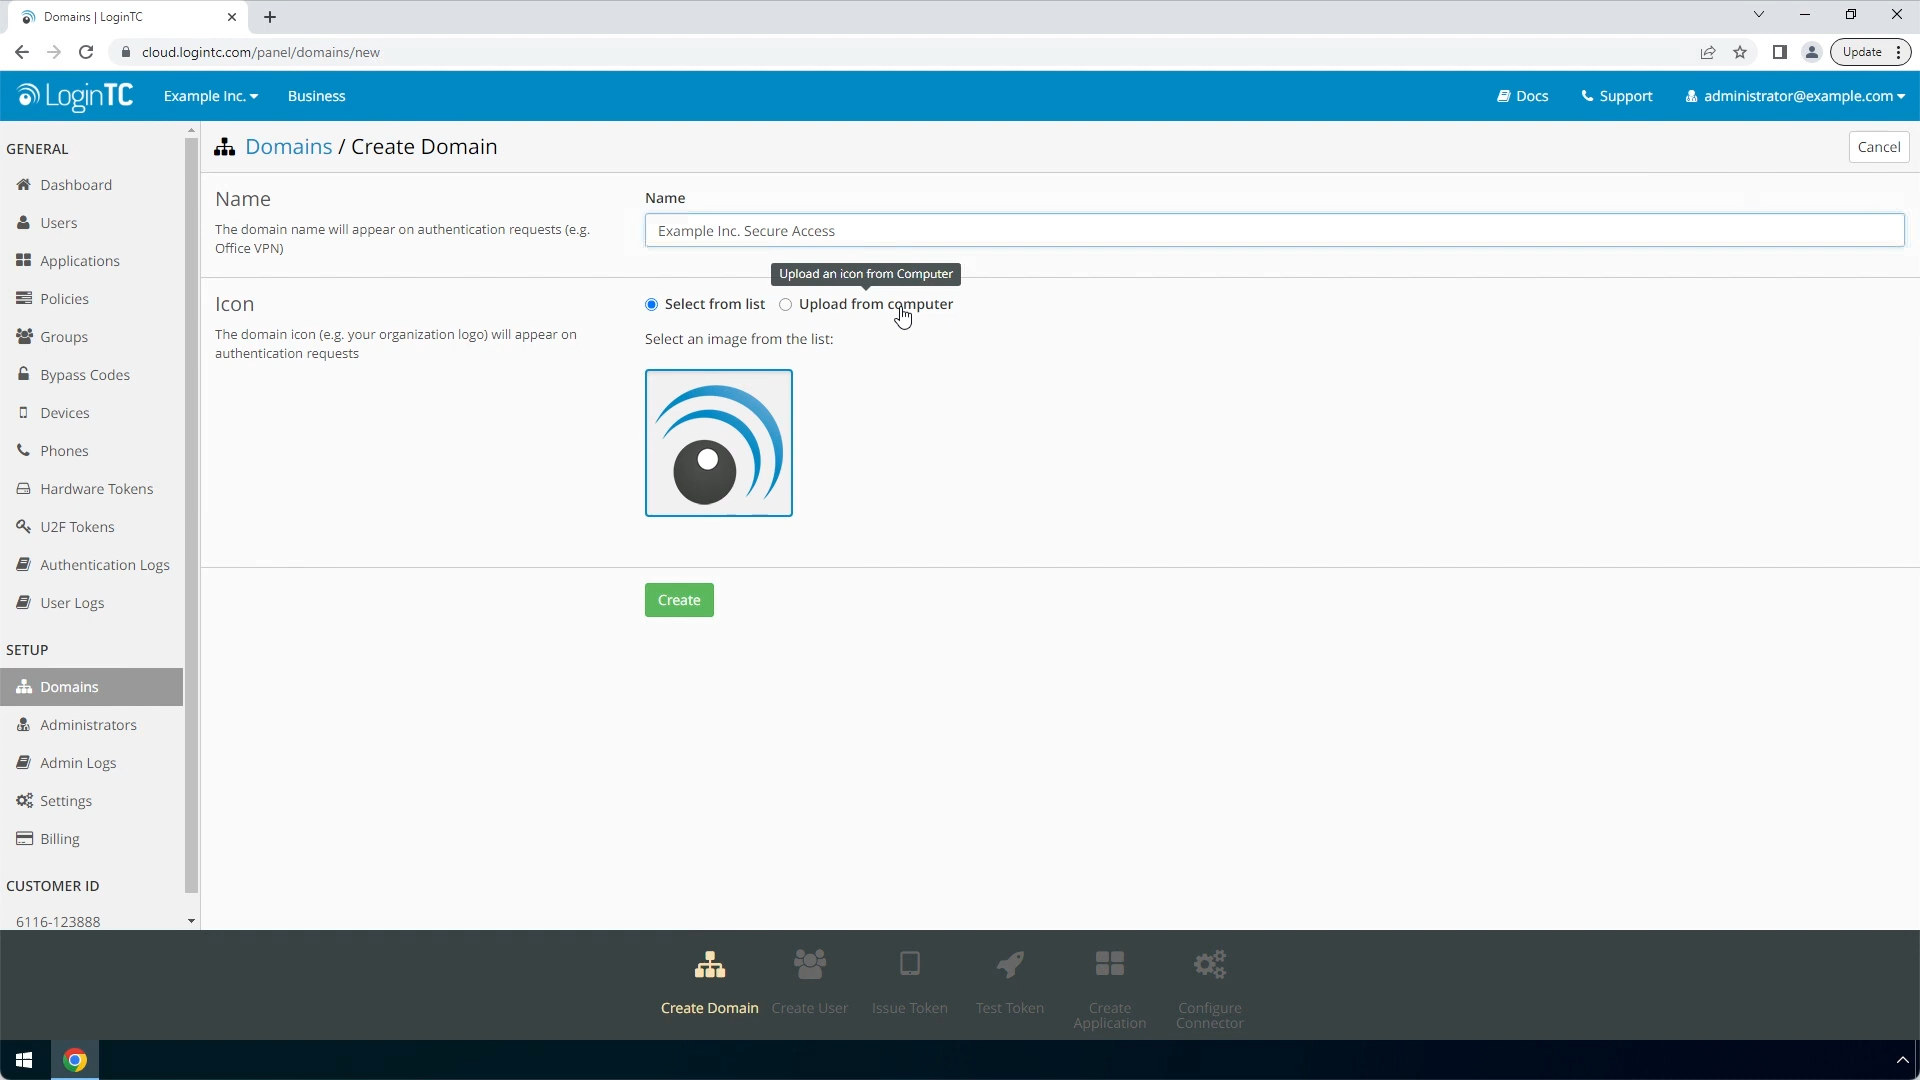 Domains | LoginTC
cloud.logintc.com/panel/domains/new
Update
LoginTC
Example Inc.
Business
Docs
Support
administrator@example.com
GENERAL
Dashboard
Users
Applications
Policies
Groups
Bypass Codes
Devices
Phones
Hardware Tokens
U2F Tokens
Authentication Logs
User Logs
SETUP
Domains
Administrators
Admin Logs
Settings
Billing
CUSTOMER ID
6116-123888
Domains / Create Domain
Cancel
Name
The domain name will appear on authentication requests (e.g.
Office VPN)
Name
Example Inc. Secure Access
Upload an icon from Computer
Icon
The domain icon (e.g. your organization logo) will appear on
authentication requests
Select from list
Upload from computer
Select an image from the list:
Create
Create Domain
Create User
Issue Token
Test Token
Create
Application
Configure
Connector